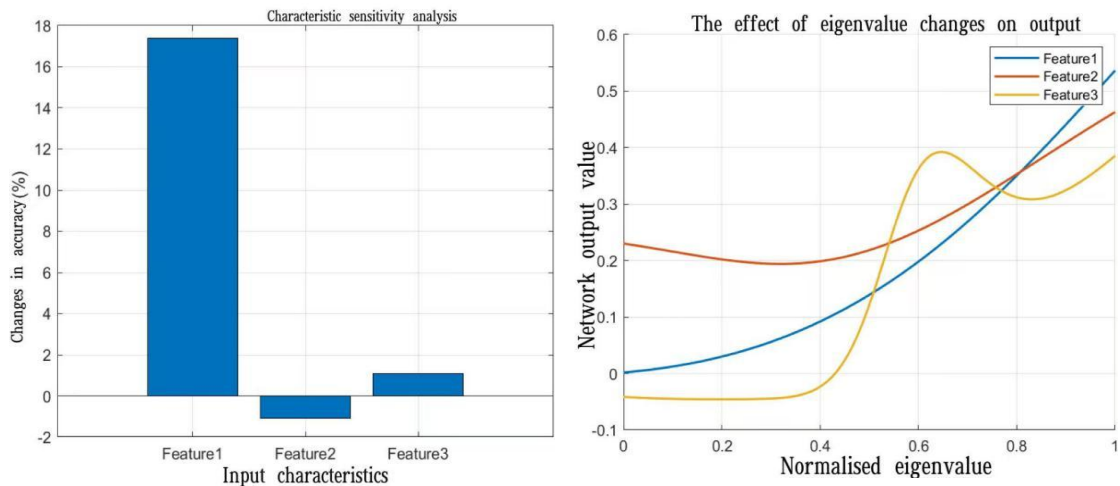 Characteristic sensitivity analysis
18
16
14
12
10
8
6
4
2
0
-2
Changes in accuracy(%)
Feature1 Feature2 Feature3
Input characteristics
The effect of eigenvalue changes on output
0.6
0.5
0.4
0.3
0.2
0.1
0
-0.1
Network output value
Feature1
Feature2
Feature3
0 0.2 0.4 0.6 0.8 1
Normalised eigenvalue